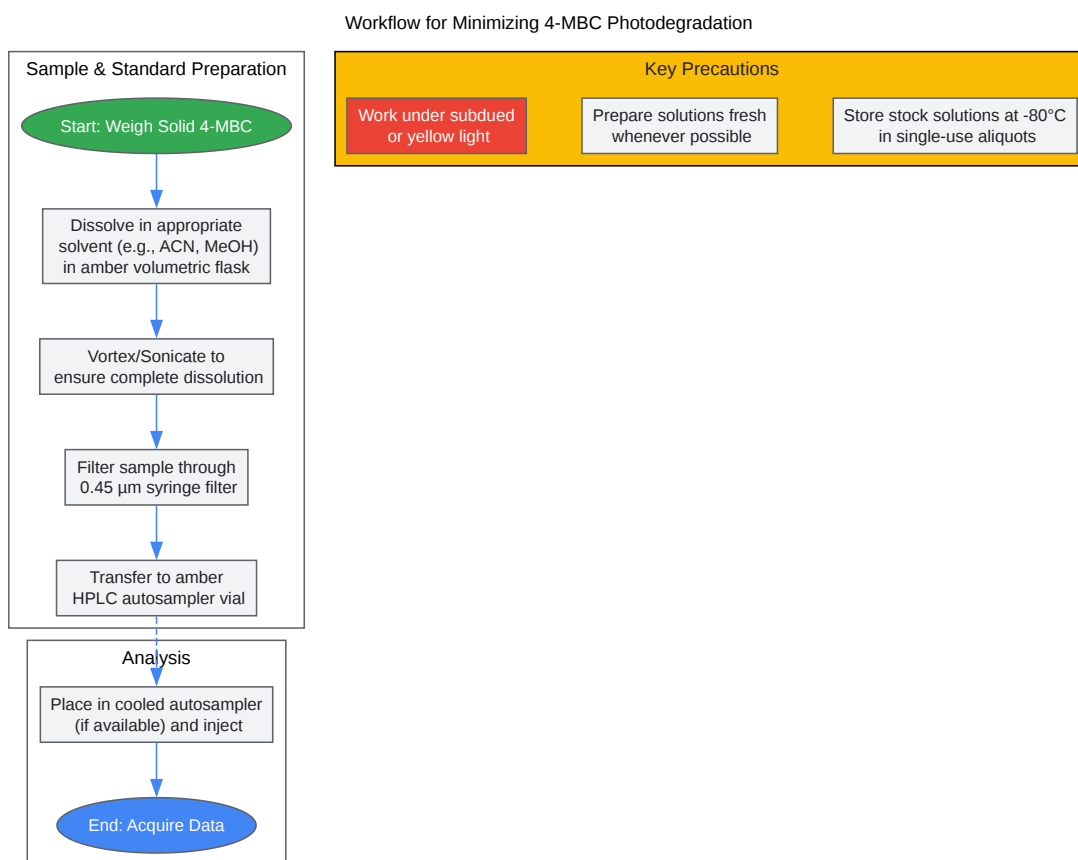 Workflow for Minimizing 4-MBC Photodegradation
Sample & Standard Preparation
Start: Weigh Solid 4-MBC
Dissolve in appropriate
solvent (e.g., ACN, MeOH)
in amber volumetric flask
Vortex/Sonicate to
ensure complete dissolution
Filter sample through
0.45 µm syringe filter
Transfer to amber
HPLC autosampler vial
Analysis
Place in cooled autosampler
(if available) and inject
End: Acquire Data
Key Precautions
Work under subdued
or yellow light
Prepare solutions fresh
whenever possible
Store stock solutions at -80°C
in single-use aliquots